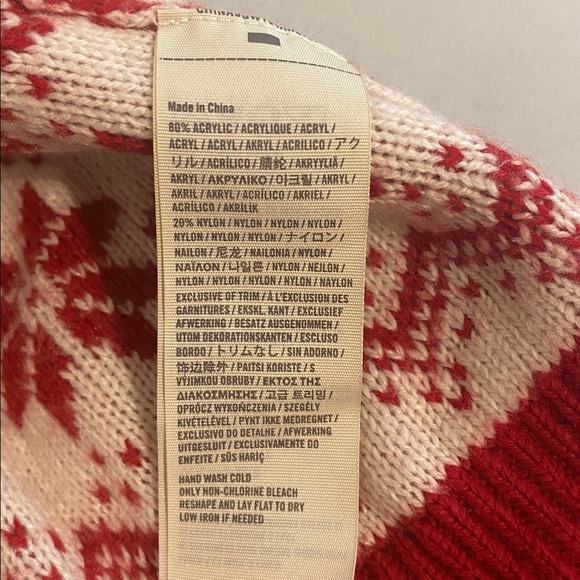 Made in China
80% ACRYLIC / ACRYLIQUE / ACRYL /
ACRYL / ACRYL / AKRYL / ACRILICO / アク
リル / ACRÍLICO / 腈纶 / AKRYYLIÄ /
AKRYL / ΑΚΡΥΛΙΚΟ / 아크릴 / AKRYL /
AKRIL / AKRYL / ACRÍLICO / AKRIEL /
ACRÍLICO / AKRİLİK
20% NYLON / NYLON / NYLON / NYLON /
NYLON / NYLON / NYLON / ナイロン /
NAILON / 尼龙 / NAILONIA / NYLON /
ΝΑΪΛΟΝ / 나일론 / NYLON / NEJLON /
NYLON / NYLON / NYLON / NYLON / NAYLON
EXCLUSIVE OF TRIM / À L'EXCLUSION DES
GARNITURES / EKSKL. KANT / EXCLUSIEF
AFWERKING / BESATZ AUSGENOMMEN /
UTOM DEKORATIONSKANTEN / ESCLUSO
BORDO / トリムなし / SIN ADORNO /
饰边除外 / PAITSI KORISTE / S
VÝJIMKOU OBRUBY / ΕΚΤΟΣ ΤΗΣ
ΔΙΑΚΟΣΜΗΣΗΣ / 고급 트리밍 /
OPRÓCZ WYKOŃCZENIA / SZEGÉLY
KIVÉTELÉVEL / PYNT IKKE MEDREGNET /
EXCLUSIVO DO DETALHE / AFWERKING
UITGESLUIT / EXCLUSIVAMENTE DO
ENFEITE / SÜS HARİÇ
HAND WASH COLD
ONLY NON-CHLORINE BLEACH
RESHAPE AND LAY FLAT TO DRY
LOW IRON IF NEEDED